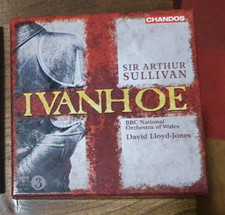 CHANDOS
SIR ARTHUR
SULLIVAN
IVANHOE
BBC National
Orchestra of Wales
David Lloyd-Jones
3